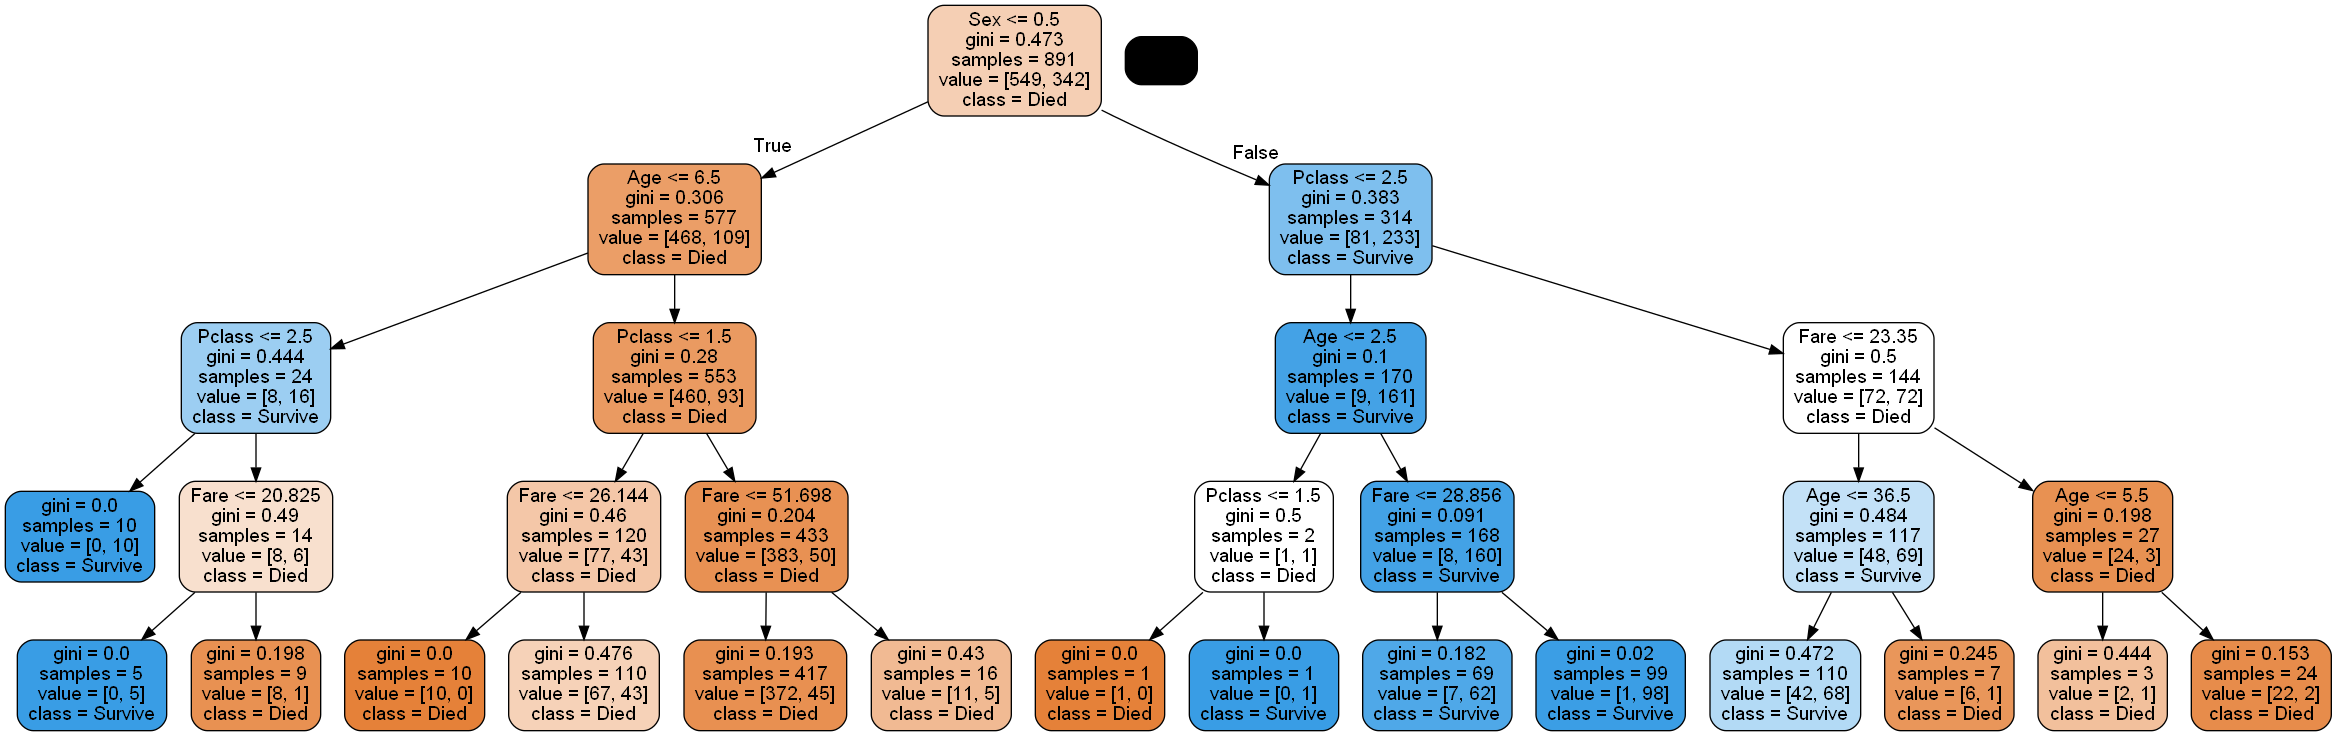 Sex <= 0.5
gini = 0.473
samples = 891
value = [549, 342]
class = Died
True
False
Age <= 6.5
gini = 0.306
samples = 577
value = [468, 109]
class = Died
Pclass <= 2.5
gini = 0.383
samples = 314
value = [81, 233]
class = Survive
Pclass <= 2.5
gini = 0.444
samples = 24
value = [8, 16]
class = Survive
Pclass <= 1.5
gini = 0.28
samples = 553
value = [460, 93]
class = Died
Age <= 2.5
gini = 0.1
samples = 170
value = [9, 161]
class = Survive
Fare <= 23.35
gini = 0.5
samples = 144
value = [72, 72]
class = Died
gini = 0.0
samples = 10
value = [0, 10]
class = Survive
Fare <= 20.825
gini = 0.49
samples = 14
value = [8, 6]
class = Died
Fare <= 26.144
gini = 0.46
samples = 120
value = [77, 43]
class = Died
Fare <= 51.698
gini = 0.204
samples = 433
value = [383, 50]
class = Died
Pclass <= 1.5
gini = 0.5
samples = 2
value = [1, 1]
class = Died
Fare <= 28.856
gini = 0.091
samples = 168
value = [8, 160]
class = Survive
Age <= 36.5
gini = 0.484
samples = 117
value = [48, 69]
class = Survive
Age <= 5.5
gini = 0.198
samples = 27
value = [24, 3]
class = Died
gini = 0.0
samples = 5
value = [0, 5]
class = Survive
gini = 0.198
samples = 9
value = [8, 1]
class = Died
gini = 0.0
samples = 10
value = [10, 0]
class = Died
gini = 0.476
samples = 110
value = [67, 43]
class = Died
gini = 0.193
samples = 417
value = [372, 45]
class = Died
gini = 0.43
samples = 16
value = [11, 5]
class = Died
gini = 0.0
samples = 1
value = [1, 0]
class = Died
gini = 0.0
samples = 1
value = [0, 1]
class = Survive
gini = 0.182
samples = 69
value = [7, 62]
class = Survive
gini = 0.02
samples = 99
value = [1, 98]
class = Survive
gini = 0.472
samples = 110
value = [42, 68]
class = Survive
gini = 0.245
samples = 7
value = [6, 1]
class = Died
gini = 0.444
samples = 3
value = [2, 1]
class = Died
gini = 0.153
samples = 24
value = [22, 2]
class = Died